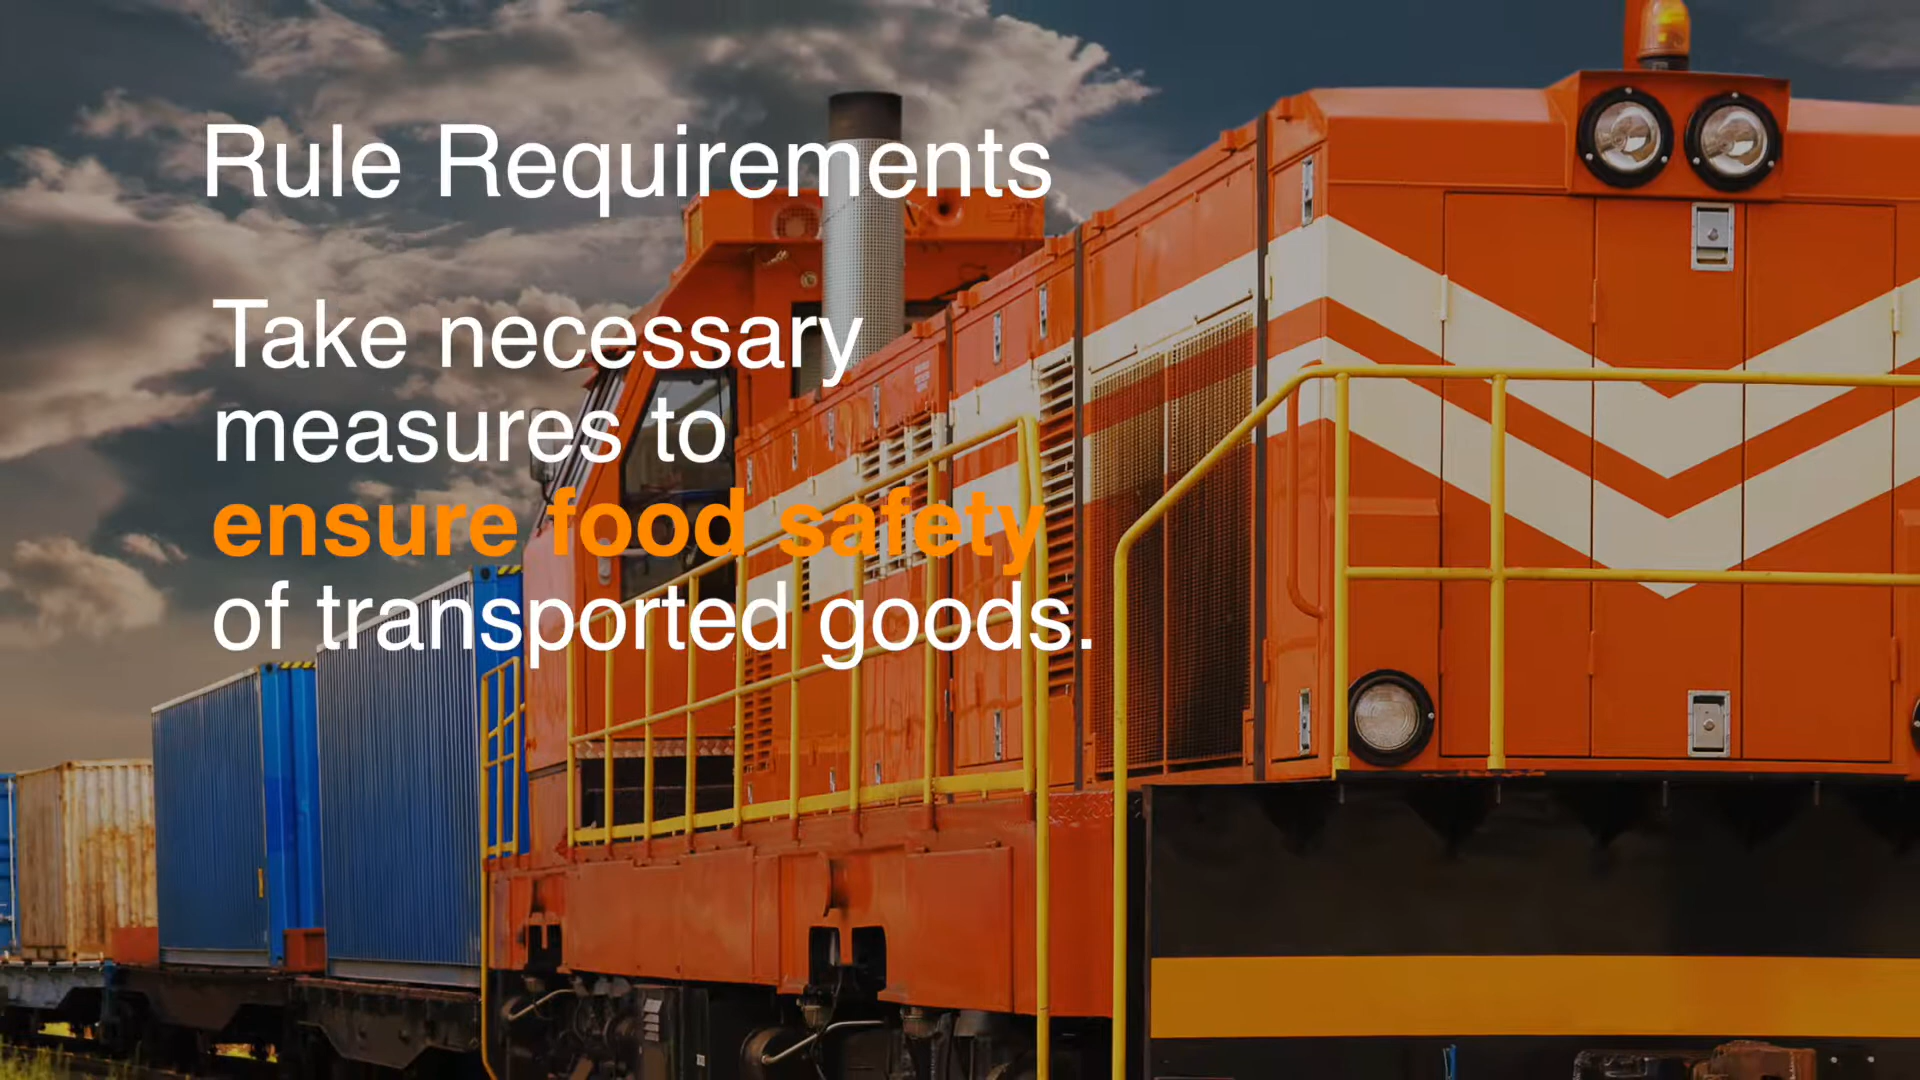 Rule Requirements
Take necessary
measures to
ensure food safety
of transported goods.